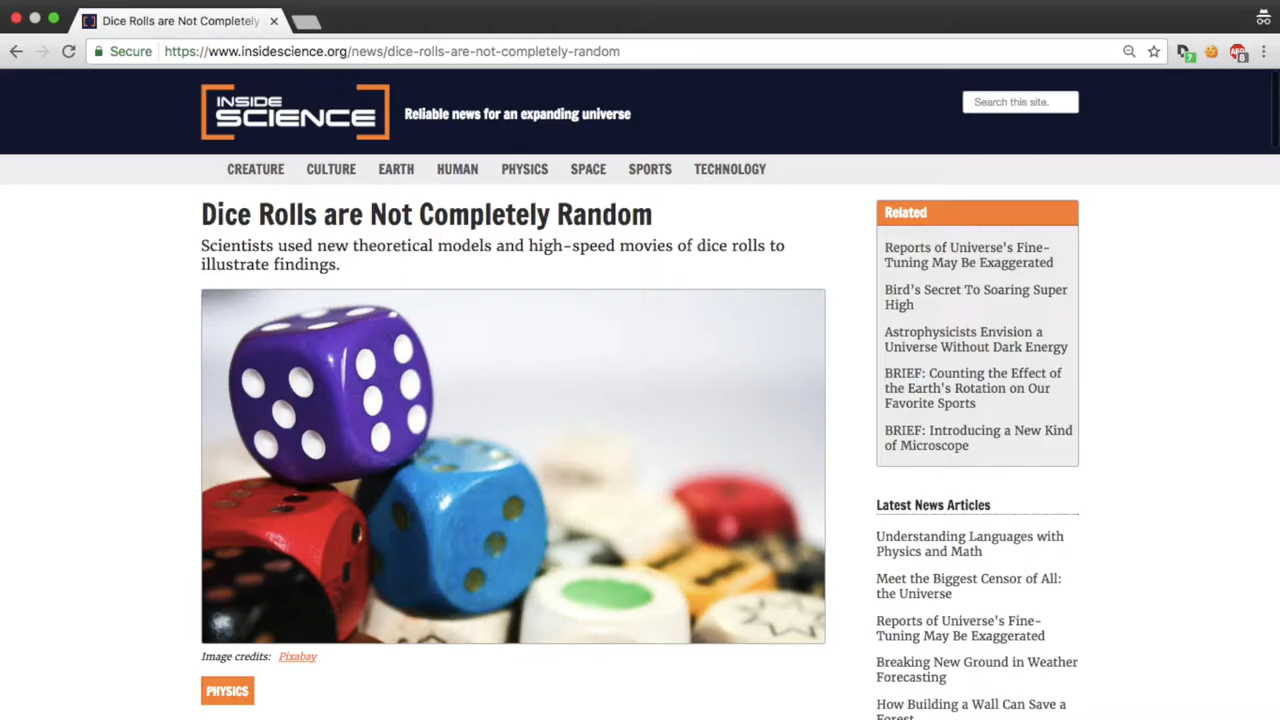 Dice Rolls are Not Completely
Secure
https://www.insidescience.org/news/dice-rolls-are-not-completely-random
7
8
INSIDE
SCIENCE
Reliable news for an expanding universe
Search this site.
CREATURE
CULTURE
EARTH
HUMAN
PHYSICS
SPACE
SPORTS
TECHNOLOGY
Dice Rolls are Not Completely Random
Scientists used new theoretical models and high-speed movies of dice rolls to
illustrate findings.
Image credits: Pixabay
PHYSICS
Related
Reports of Universe's Fine-
Tuning May Be Exaggerated
Bird's Secret To Soaring Super
High
Astrophysicists Envision a
Universe Without Dark Energy
BRIEF: Counting the Effect of
the Earth's Rotation on Our
Favorite Sports
BRIEF: Introducing a New Kind
of Microscope
Latest News Articles
Understanding Languages with
Physics and Math
Meet the Biggest Censor of All:
the Universe
Reports of Universe's Fine-
Tuning May Be Exaggerated
Breaking New Ground in Weather
Forecasting
How Building a Wall Can Save a
Forest